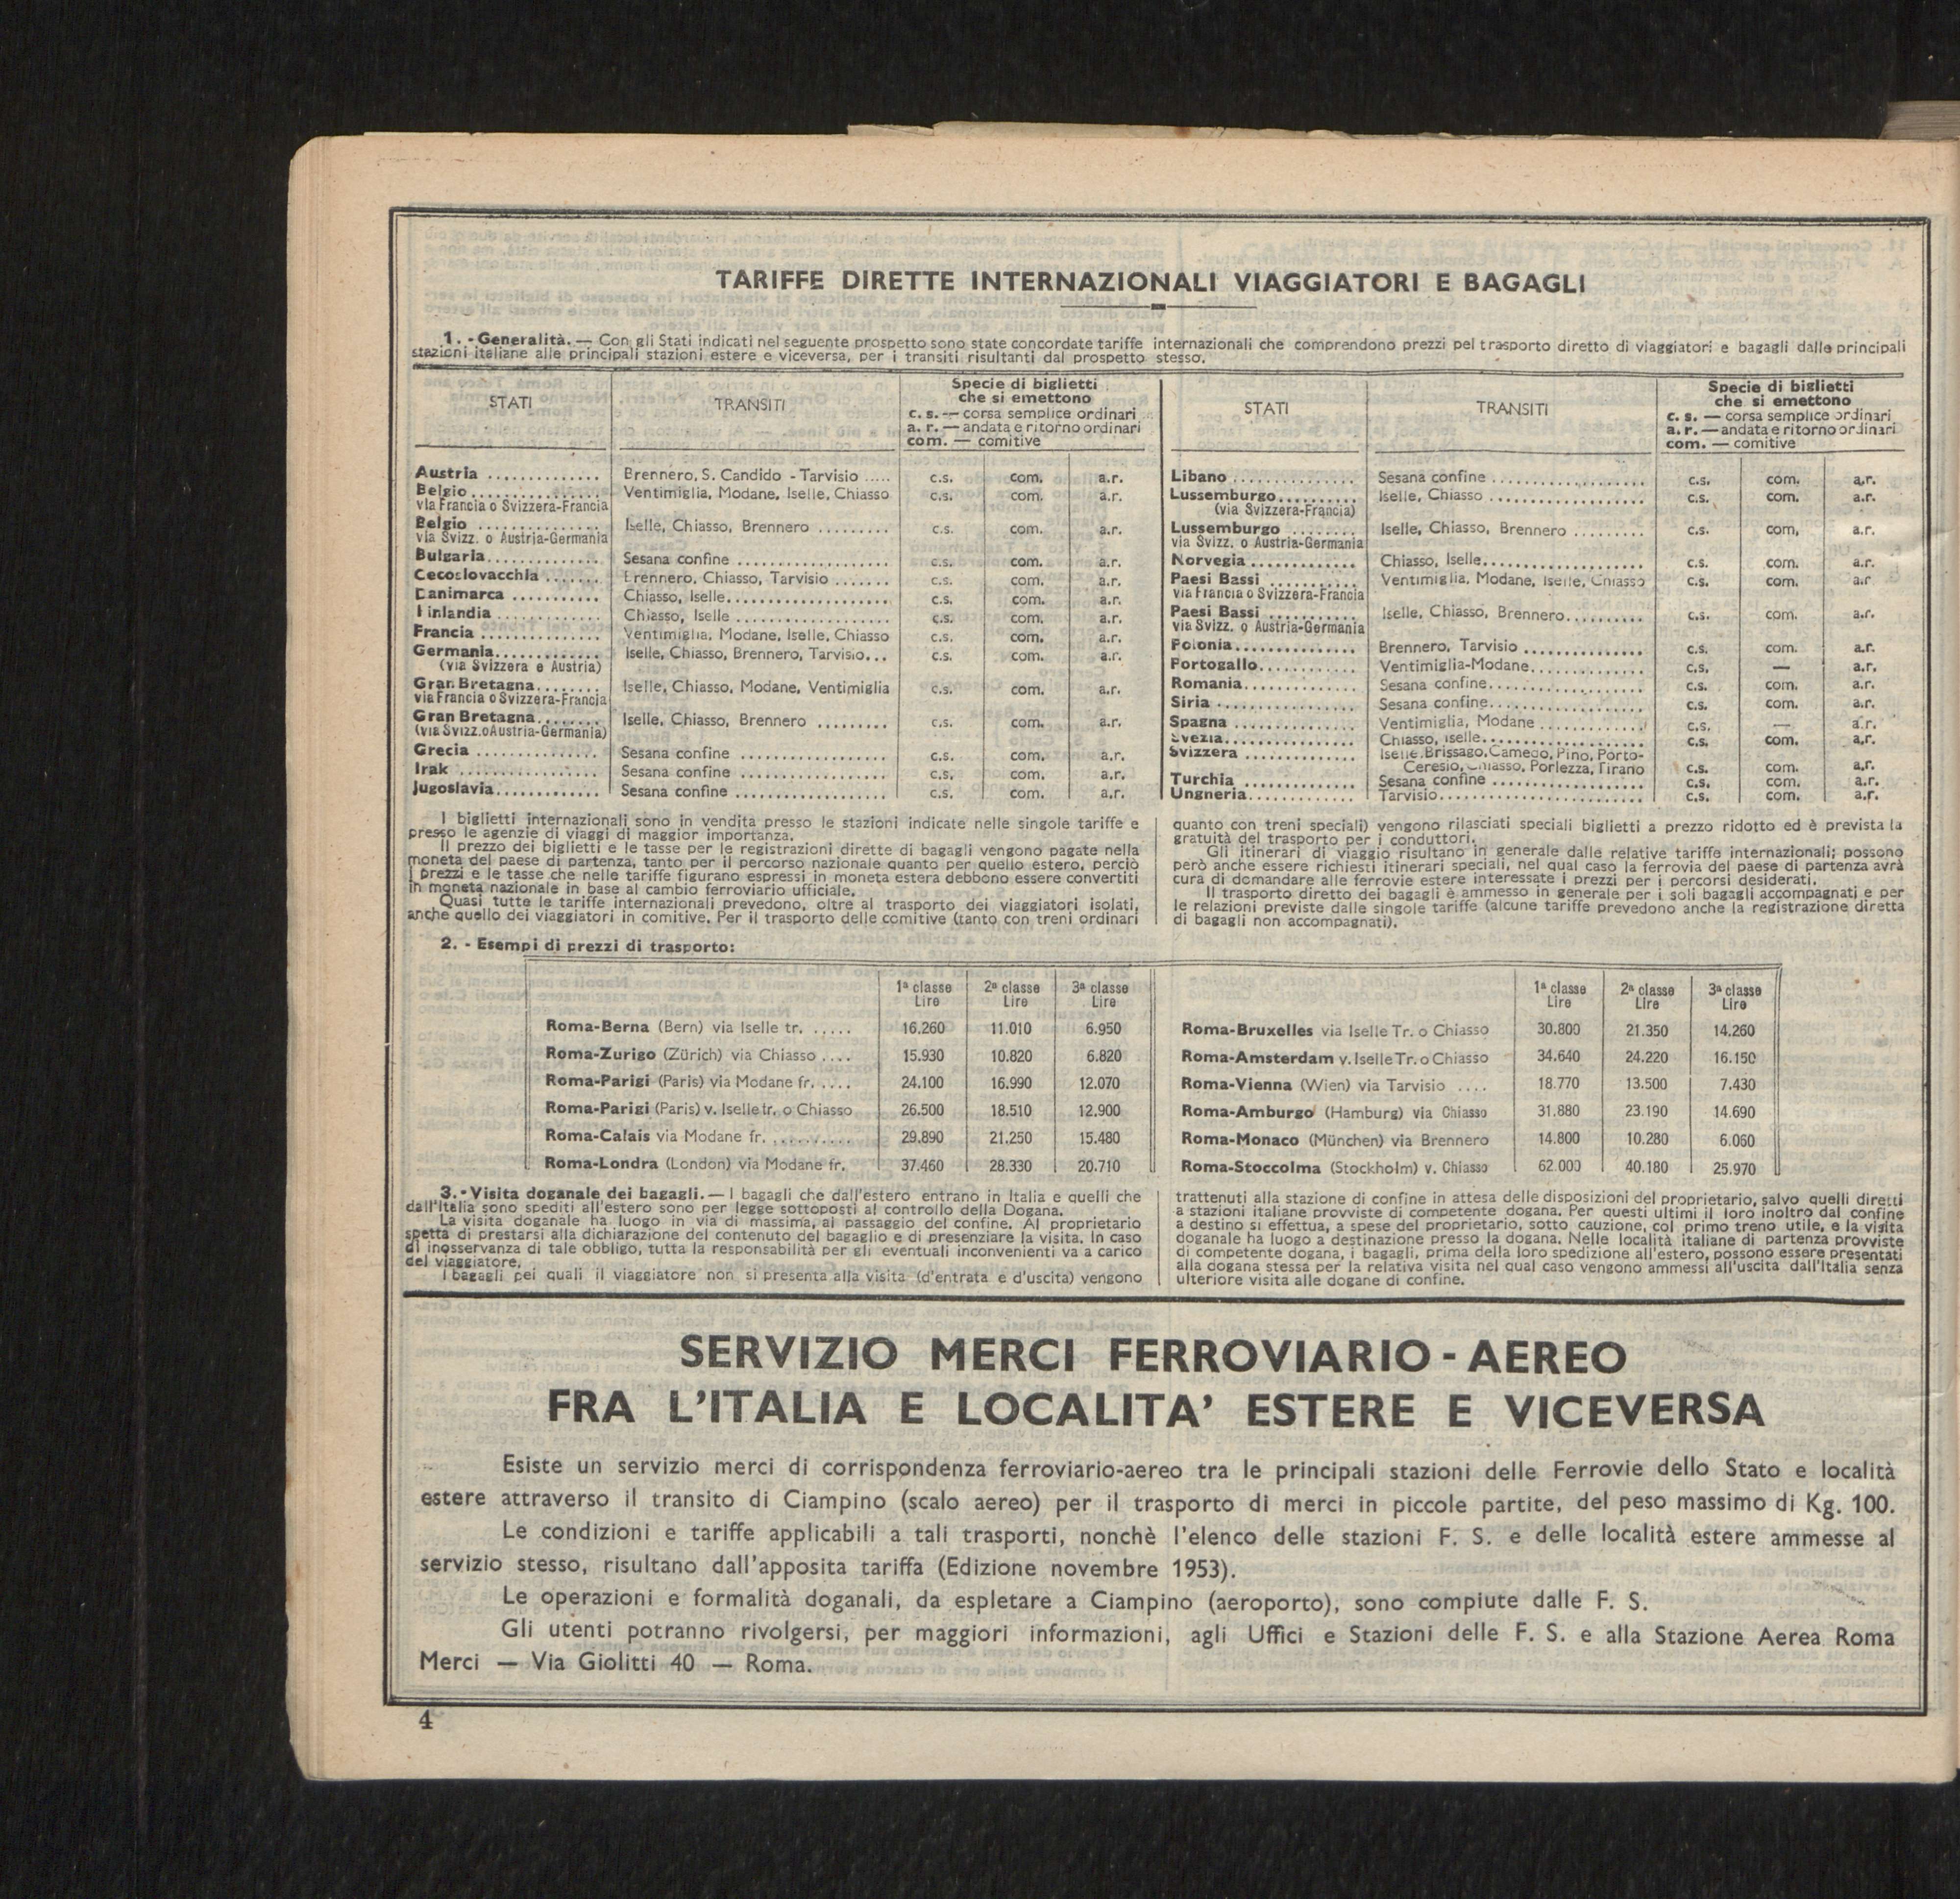 TARIFFE DIRETTE INTERNAZIONALI VIAGGIATORI E BAGAGLI
1. - Generalità. — Con gli Stati indicati nel seguente prospetto sono state concordate tariffe internazionali che comprendono prezzi pel trasporto diretto di viaggiatori e bagagli dalle principali
stazioni italiane alle principali stazioni estere e viceversa, per i transiti risultanti dal prospetto stesso.
STATI TRANSITI Specie di biglietti
che si emettono
c. s. — corsa semplice ordinari
a. r. — andata e ritorno ordinari
com. — comitive
Austria .............. Brennero, S. Candido - Tarvisio ..... c.s. com. a.r.
Belgio ................ Ventimiglia, Modane, Iselle, Chiasso c.s. com. a.r.
via Francia o Svizzera-Francia
Belgio ............... Iselle, Chiasso, Brennero ......... c.s. com. a.r.
via Svizz. o Austria-Germania
Bulgaria.............. Sesana confine ................... c.s. com. a.r.
Cecoslovacchia ....... Brennero, Chiasso, Tarvisio ....... c.s. com. a.r.
Danimarca ........... Chiasso, Iselle.................... c.s. com. a.r.
Finlandia ............ Chiasso, Iselle ................... c.s. com. a.r.
Francia .............. Ventimiglia, Modane, Iselle, Chiasso c.s. com. a.r.
Germania............. Iselle, Chiasso, Brennero, Tarvisio... c.s. com. a.r.
(via Svizzera e Austria)
Gran Bretagna........ Iselle, Chiasso, Modane, Ventimiglia c.s. com. a.r.
via Francia o Svizzera-Francia
Gran Bretagna........ Iselle, Chiasso, Brennero ......... c.s. com. a.r.
(via Svizz. o Austria-Germania)
Grecia ............... Sesana confine ................... c.s. com. a.r.
Irak ................. Sesana confine ................... c.s. com. a.r.
Jugoslavia............ Sesana confine ................... c.s. com. a.r.
STATI TRANSITI Specie di biglietti
che si emettono
c. s. — corsa semplice ordinari
a. r. — andata e ritorno ordinari
com. — comitive
Libano ............... Sesana confine ................... c.s. com. a.r.
Lussemburgo.......... Iselle, Chiasso ................... c.s. com. a.r.
(via Svizzera-Francia)
Lussemburgo ........ Iselle, Chiasso, Brennero ......... c.s. com, a.r.
via Svizz. o Austria-Germania
Norvegia ............. Chiasso, Iselle.................... c.s. com. a.r.
Paesi Bassi ........... Ventimiglia, Modane, Iselle, Chiasso c.s. com. a.r
via Francia o Svizzera-Francia
Paesi Bassi ........... Iselle, Chiasso, Brennero.......... c.s. com. a.r.
via Svizz. o Austria-Germania
Polonia............... Brennero, Tarvisio ............... c.s. com. a.r.
Portogallo............ Ventimiglia-Modane.............. c.s, — a.r.
Romania.............. Sesana confine................... c.s. com. a.r.
Siria ................. Sesana confine................... c.s. com. a.r.
Spagna ............... Ventimiglia, Modane ............. c.s. — a.r.
Svezia................ Chiasso, Iselle.................... c.s. com. a.r.
Svizzera .............. Iselle, Brissago, Camedo, Pino, Porto-
Ceresio, Chiasso, Porlezza, Tirano c.s. com. a.r.
Turchia .............. Sesana confine ................... c.s. com. a.r.
Ungheria............. Tarvisio......................... c.s. com. a.r.
I biglietti internazionali sono in vendita presso le stazioni indicate nelle singole tariffe e
presso le agenzie di viaggi di maggior importanza.
Il prezzo dei biglietti e le tasse per le registrazioni dirette di bagagli vengono pagate nella
moneta del paese di partenza, tanto per il percorso nazionale quanto per quello estero, perciò
i prezzi e le tasse che nelle tariffe figurano espressi in moneta estera debbono essere convertiti
in moneta nazionale in base al cambio ferroviario ufficiale.
Quasi tutte le tariffe internazionali prevedono, oltre al trasporto dei viaggiatori isolati,
anche quello dei viaggiatori in comitive. Per il trasporto delle comitive (tanto con treni ordinari
quanto con treni speciali) vengono rilasciati speciali biglietti a prezzo ridotto ed è prevista la
gratuità del trasporto per i conduttori.
Gli itinerari di viaggio risultano in generale dalle relative tariffe internazionali; possono
però anche essere richiesti itinerari speciali, nel qual caso la ferrovia del paese di partenza avrà
cura di domandare alle ferrovie estere interessate i prezzi per i percorsi desiderati.
Il trasporto diretto dei bagagli è ammesso in generale per i soli bagagli accompagnati e per
le relazioni previste dalle singole tariffe (alcune tariffe prevedono anche la registrazione diretta
di bagagli non accompagnati).
2. - Esempi di prezzi di trasporto:
1ª classe Lire 2ª classe Lire 3ª classe Lire
Roma-Berna (Bern) via Iselle tr. ..... 16.260 11.010 6.950
Roma-Zurigo (Zürich) via Chiasso .... 15.930 10.820 6.820
Roma-Parigi (Paris) via Modane fr. .... 24.100 16.990 12.070
Roma-Parigi (Paris) v. Iselle tr. o Chiasso 26.500 18.510 12.900
Roma-Calais via Modane fr. .......... 29.890 21.250 15.480
Roma-Londra (London) via Modane fr. 37.460 28.330 20.710
1ª classe Lire 2ª classe Lire 3ª classe Lire
Roma-Bruxelles via Iselle Tr. o Chiasso 30.800 21.350 14.260
Roma-Amsterdam v. Iselle Tr. o Chiasso 34.640 24.220 16.150
Roma-Vienna (Wien) via Tarvisio .... 18.770 13.500 7.430
Roma-Amburgo (Hamburg) via Chiasso 31.880 23.190 14.690
Roma-Monaco (München) via Brennero 14.800 10.280 6.060
Roma-Stoccolma (Stockholm) v. Chiasso 62.000 40.180 25.970
3. - Visita doganale dei bagagli. — I bagagli che dall'estero entrano in Italia e quelli che
dall'Italia sono spediti all'estero sono per legge sottoposti al controllo della Dogana.
La visita doganale ha luogo in via di massima, al passaggio del confine. Al proprietario
spetta di prestarsi alla dichiarazione del contenuto del bagaglio e di presenziare la visita. In caso
di inosservanza di tale obbligo, tutta la responsabilità per gli eventuali inconvenienti va a carico
del viaggiatore.
I bagagli pei quali il viaggiatore non si presenta alla visita (d'entrata e d'uscita) vengono
trattenuti alla stazione di confine in attesa delle disposizioni del proprietario, salvo quelli diretti
a stazioni italiane provviste di competente dogana. Per questi ultimi il loro inoltro dal confine
a destino si effettua, a spese del proprietario, sotto cauzione, col primo treno utile, e la visita
doganale ha luogo a destinazione presso la dogana. Nelle località italiane di partenza provviste
di competente dogana, i bagagli, prima della loro spedizione all'estero, possono essere presentati
alla dogana stessa per la relativa visita nel qual caso vengono ammessi all'uscita dall'Italia senza
ulteriore visita alle dogane di confine.
SERVIZIO MERCI FERROVIARIO - AEREO
FRA L'ITALIA E LOCALITA' ESTERE E VICEVERSA
Esiste un servizio merci di corrispondenza ferroviario-aereo tra le principali stazioni delle Ferrovie dello Stato e località
estere attraverso il transito di Ciampino (scalo aereo) per il trasporto di merci in piccole partite, del peso massimo di Kg. 100.
Le condizioni e tariffe applicabili a tali trasporti, nonchè l'elenco delle stazioni F. S. e delle località estere ammesse al
servizio stesso, risultano dall'apposita tariffa (Edizione novembre 1953).
Le operazioni e formalità doganali, da espletare a Ciampino (aeroporto), sono compiute dalle F. S.
Gli utenti potranno rivolgersi, per maggiori informazioni, agli Uffici e Stazioni delle F. S. e alla Stazione Aerea Roma
Merci — Via Giolitti 40 — Roma.
4